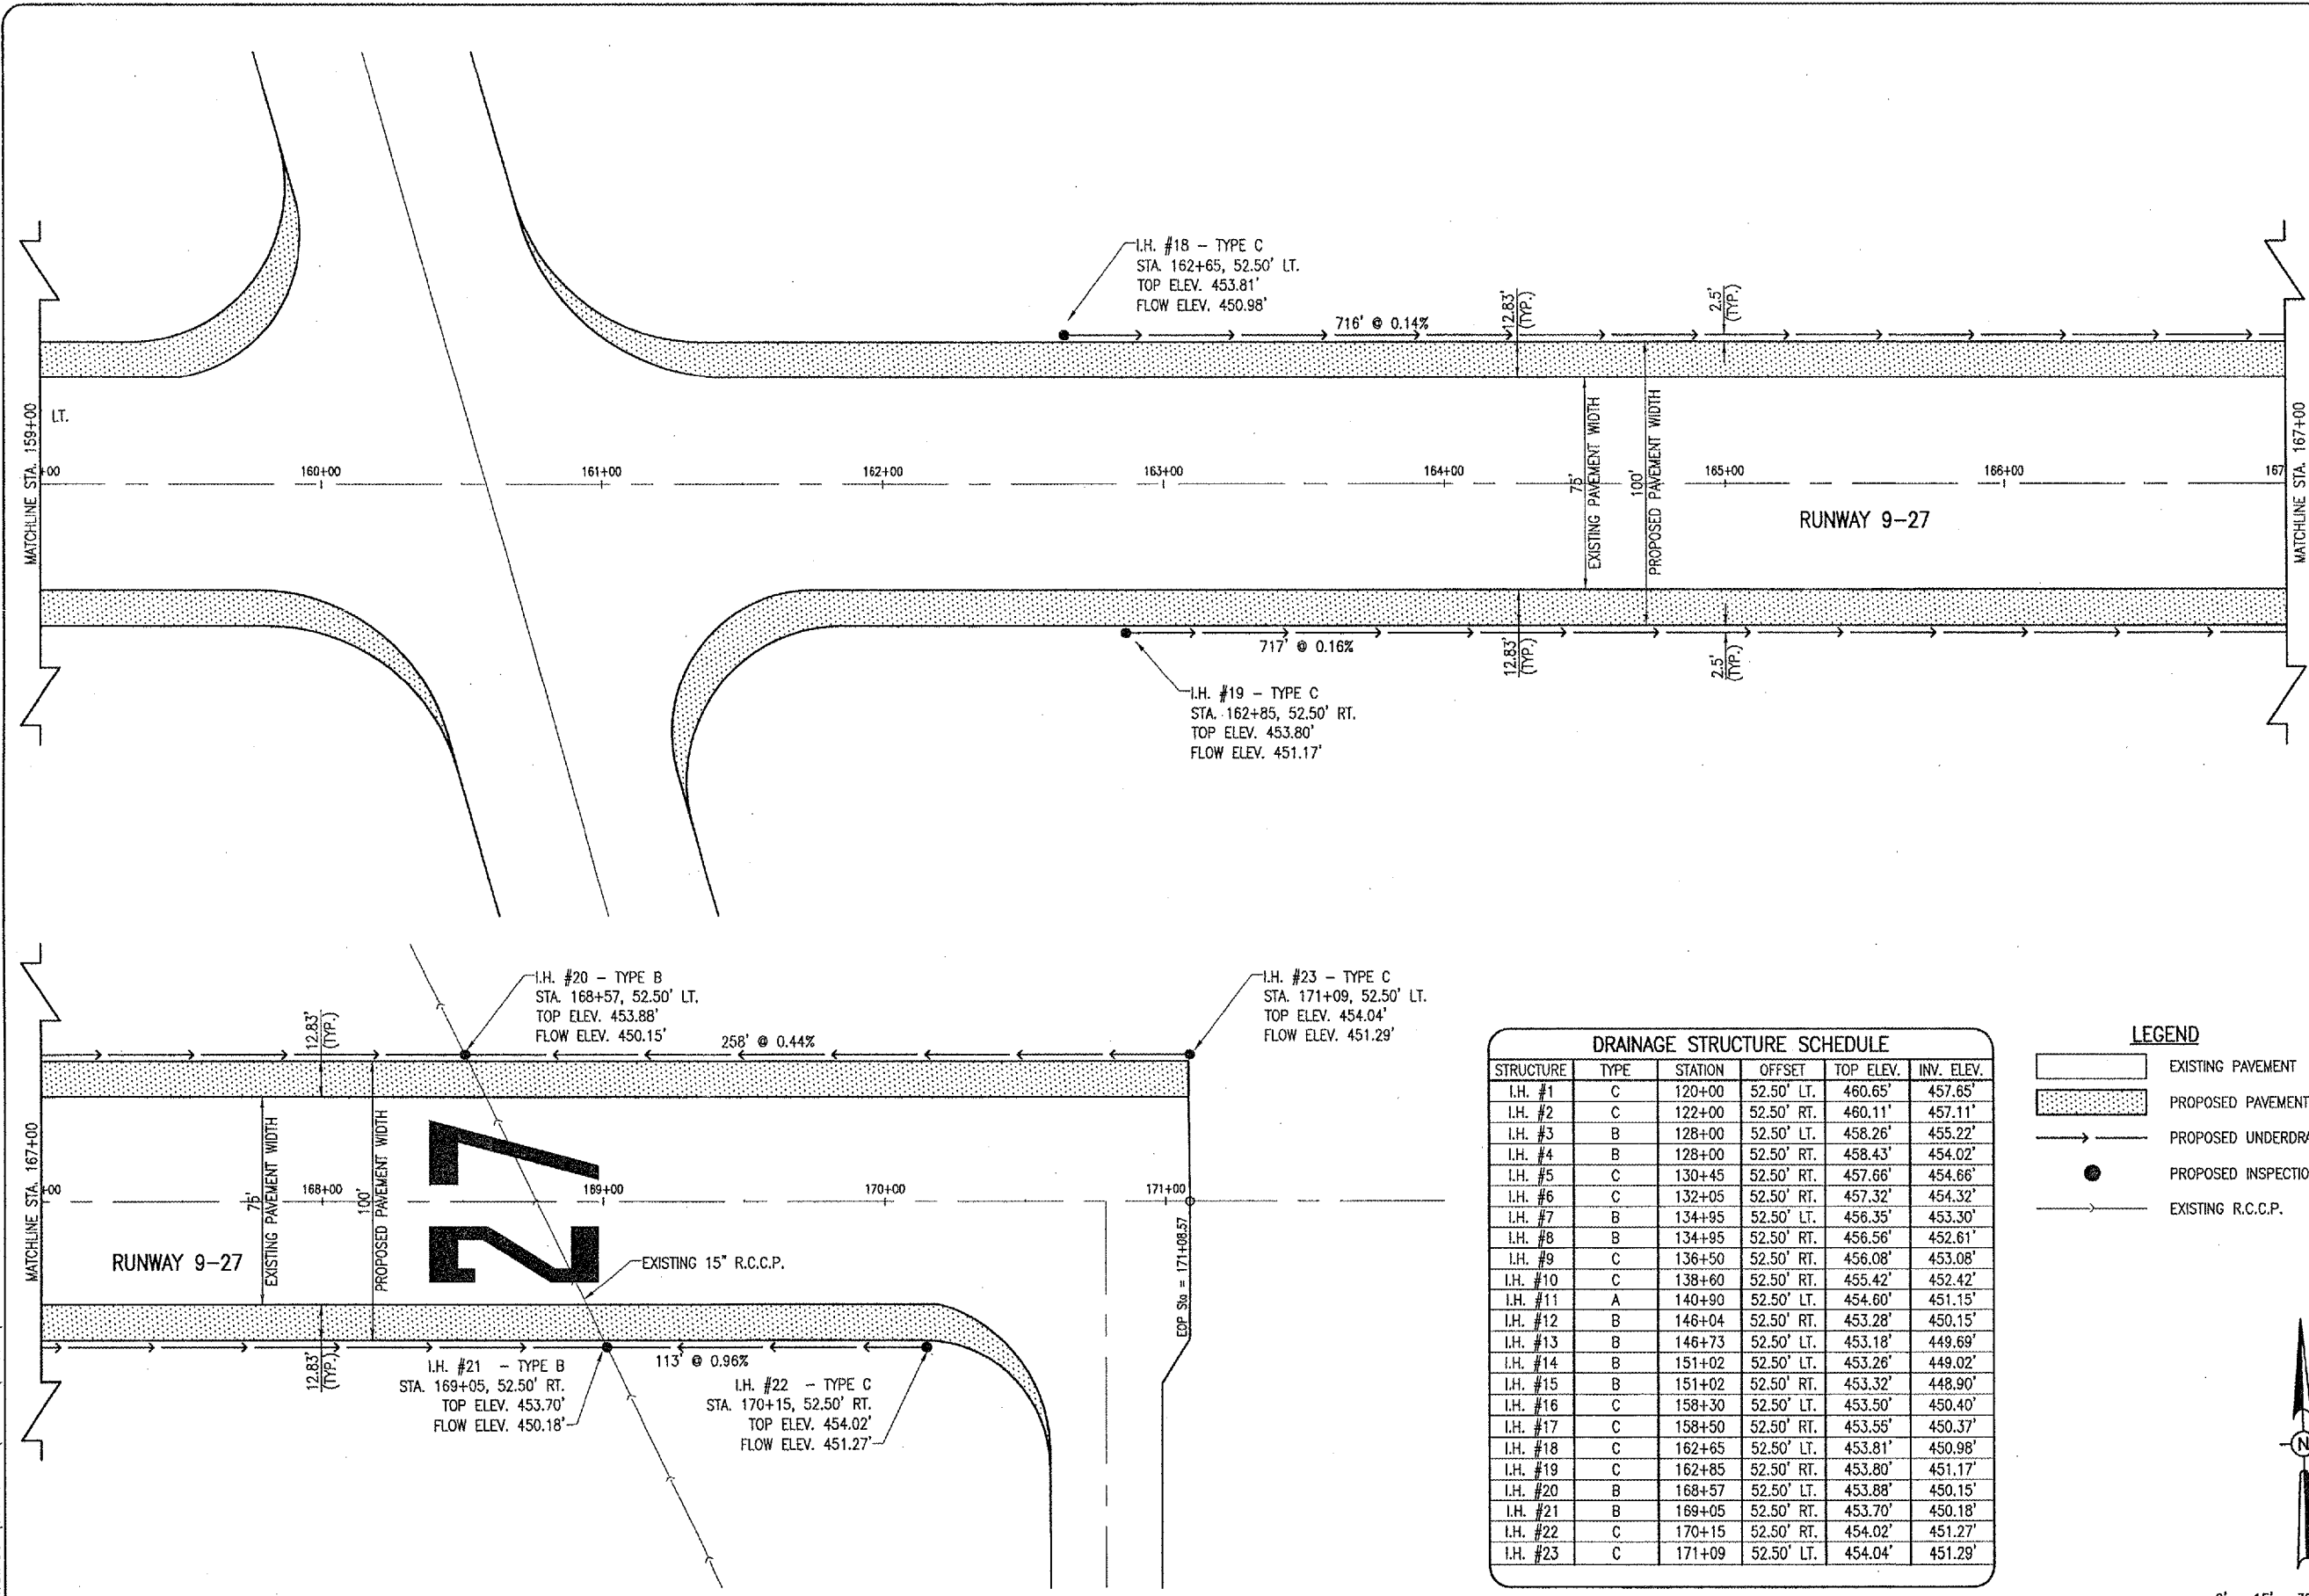 I.H. #18 – TYPE C
STA. 162+65, 52.50' LT.
TOP ELEV. 453.81'
FLOW ELEV. 450.98'
716' @ 0.14%
12.83'
(TYP.)
2.5'
(TYP.)
MATCHLINE STA. 159+00
LT.
+00
160+00
161+00
162+00
163+00
164+00
165+00
166+00
167
75'
EXISTING PAVEMENT WIDTH
100'
PROPOSED PAVEMENT WIDTH
RUNWAY 9–27
MATCHLINE STA. 167+00
717' @ 0.16%
12.83'
(TYP.)
2.5'
(TYP.)
I.H. #19 – TYPE C
STA. 162+85, 52.50' RT.
TOP ELEV. 453.80'
FLOW ELEV. 451.17'
I.H. #20 – TYPE B
STA. 168+57, 52.50' LT.
TOP ELEV. 453.88'
FLOW ELEV. 450.15'
12.83'
(TYP.)
258' @ 0.44%
I.H. #23 – TYPE C
STA. 171+09, 52.50' LT.
TOP ELEV. 454.04'
FLOW ELEV. 451.29'
MATCHLINE STA. 167+00
+00
168+00
169+00
170+00
171+00
75'
EXISTING PAVEMENT WIDTH
100'
PROPOSED PAVEMENT WIDTH
27
RUNWAY 9–27
EXISTING 15" R.C.C.P.
EOP Sta = 171+08.57
12.83'
(TYP.)
I.H. #21 – TYPE B
STA. 169+05, 52.50' RT.
TOP ELEV. 453.70'
FLOW ELEV. 450.18'
113' @ 0.96%
I.H. #22 – TYPE C
STA. 170+15, 52.50' RT.
TOP ELEV. 454.02'
FLOW ELEV. 451.27'
DRAINAGE STRUCTURE SCHEDULE
STRUCTURE TYPE STATION OFFSET TOP ELEV. INV. ELEV.
I.H. #1 C 120+00 52.50' LT. 460.65' 457.65'
I.H. #2 C 122+00 52.50' RT. 460.11' 457.11'
I.H. #3 B 128+00 52.50' LT. 458.26' 455.22'
I.H. #4 B 128+00 52.50' RT. 458.43' 454.02'
I.H. #5 C 130+45 52.50' RT. 457.66' 454.66'
I.H. #6 C 132+05 52.50' RT. 457.32' 454.32'
I.H. #7 B 134+95 52.50' LT. 456.35' 453.30'
I.H. #8 B 134+95 52.50' RT. 456.56' 452.61'
I.H. #9 C 136+50 52.50' RT. 456.08' 453.08'
I.H. #10 C 138+60 52.50' RT. 455.42' 452.42'
I.H. #11 A 140+90 52.50' LT. 454.60' 451.15'
I.H. #12 B 146+04 52.50' RT. 453.28' 450.15'
I.H. #13 B 146+73 52.50' LT. 453.18' 449.69'
I.H. #14 B 151+02 52.50' LT. 453.26' 449.02'
I.H. #15 B 151+02 52.50' RT. 453.32' 448.90'
I.H. #16 C 158+30 52.50' LT. 453.50' 450.40'
I.H. #17 C 158+50 52.50' RT. 453.55' 450.37'
I.H. #18 C 162+65 52.50' LT. 453.81' 450.98'
I.H. #19 C 162+85 52.50' RT. 453.80' 451.17'
I.H. #20 B 168+57 52.50' LT. 453.88' 450.15'
I.H. #21 B 169+05 52.50' RT. 453.70' 450.18'
I.H. #22 C 170+15 52.50' RT. 454.02' 451.27'
I.H. #23 C 171+09 52.50' LT. 454.04' 451.29'
LEGEND
EXISTING PAVEMENT
PROPOSED PAVEMENT
PROPOSED UNDERDRA
PROPOSED INSPECTIO
EXISTING R.C.C.P.
N